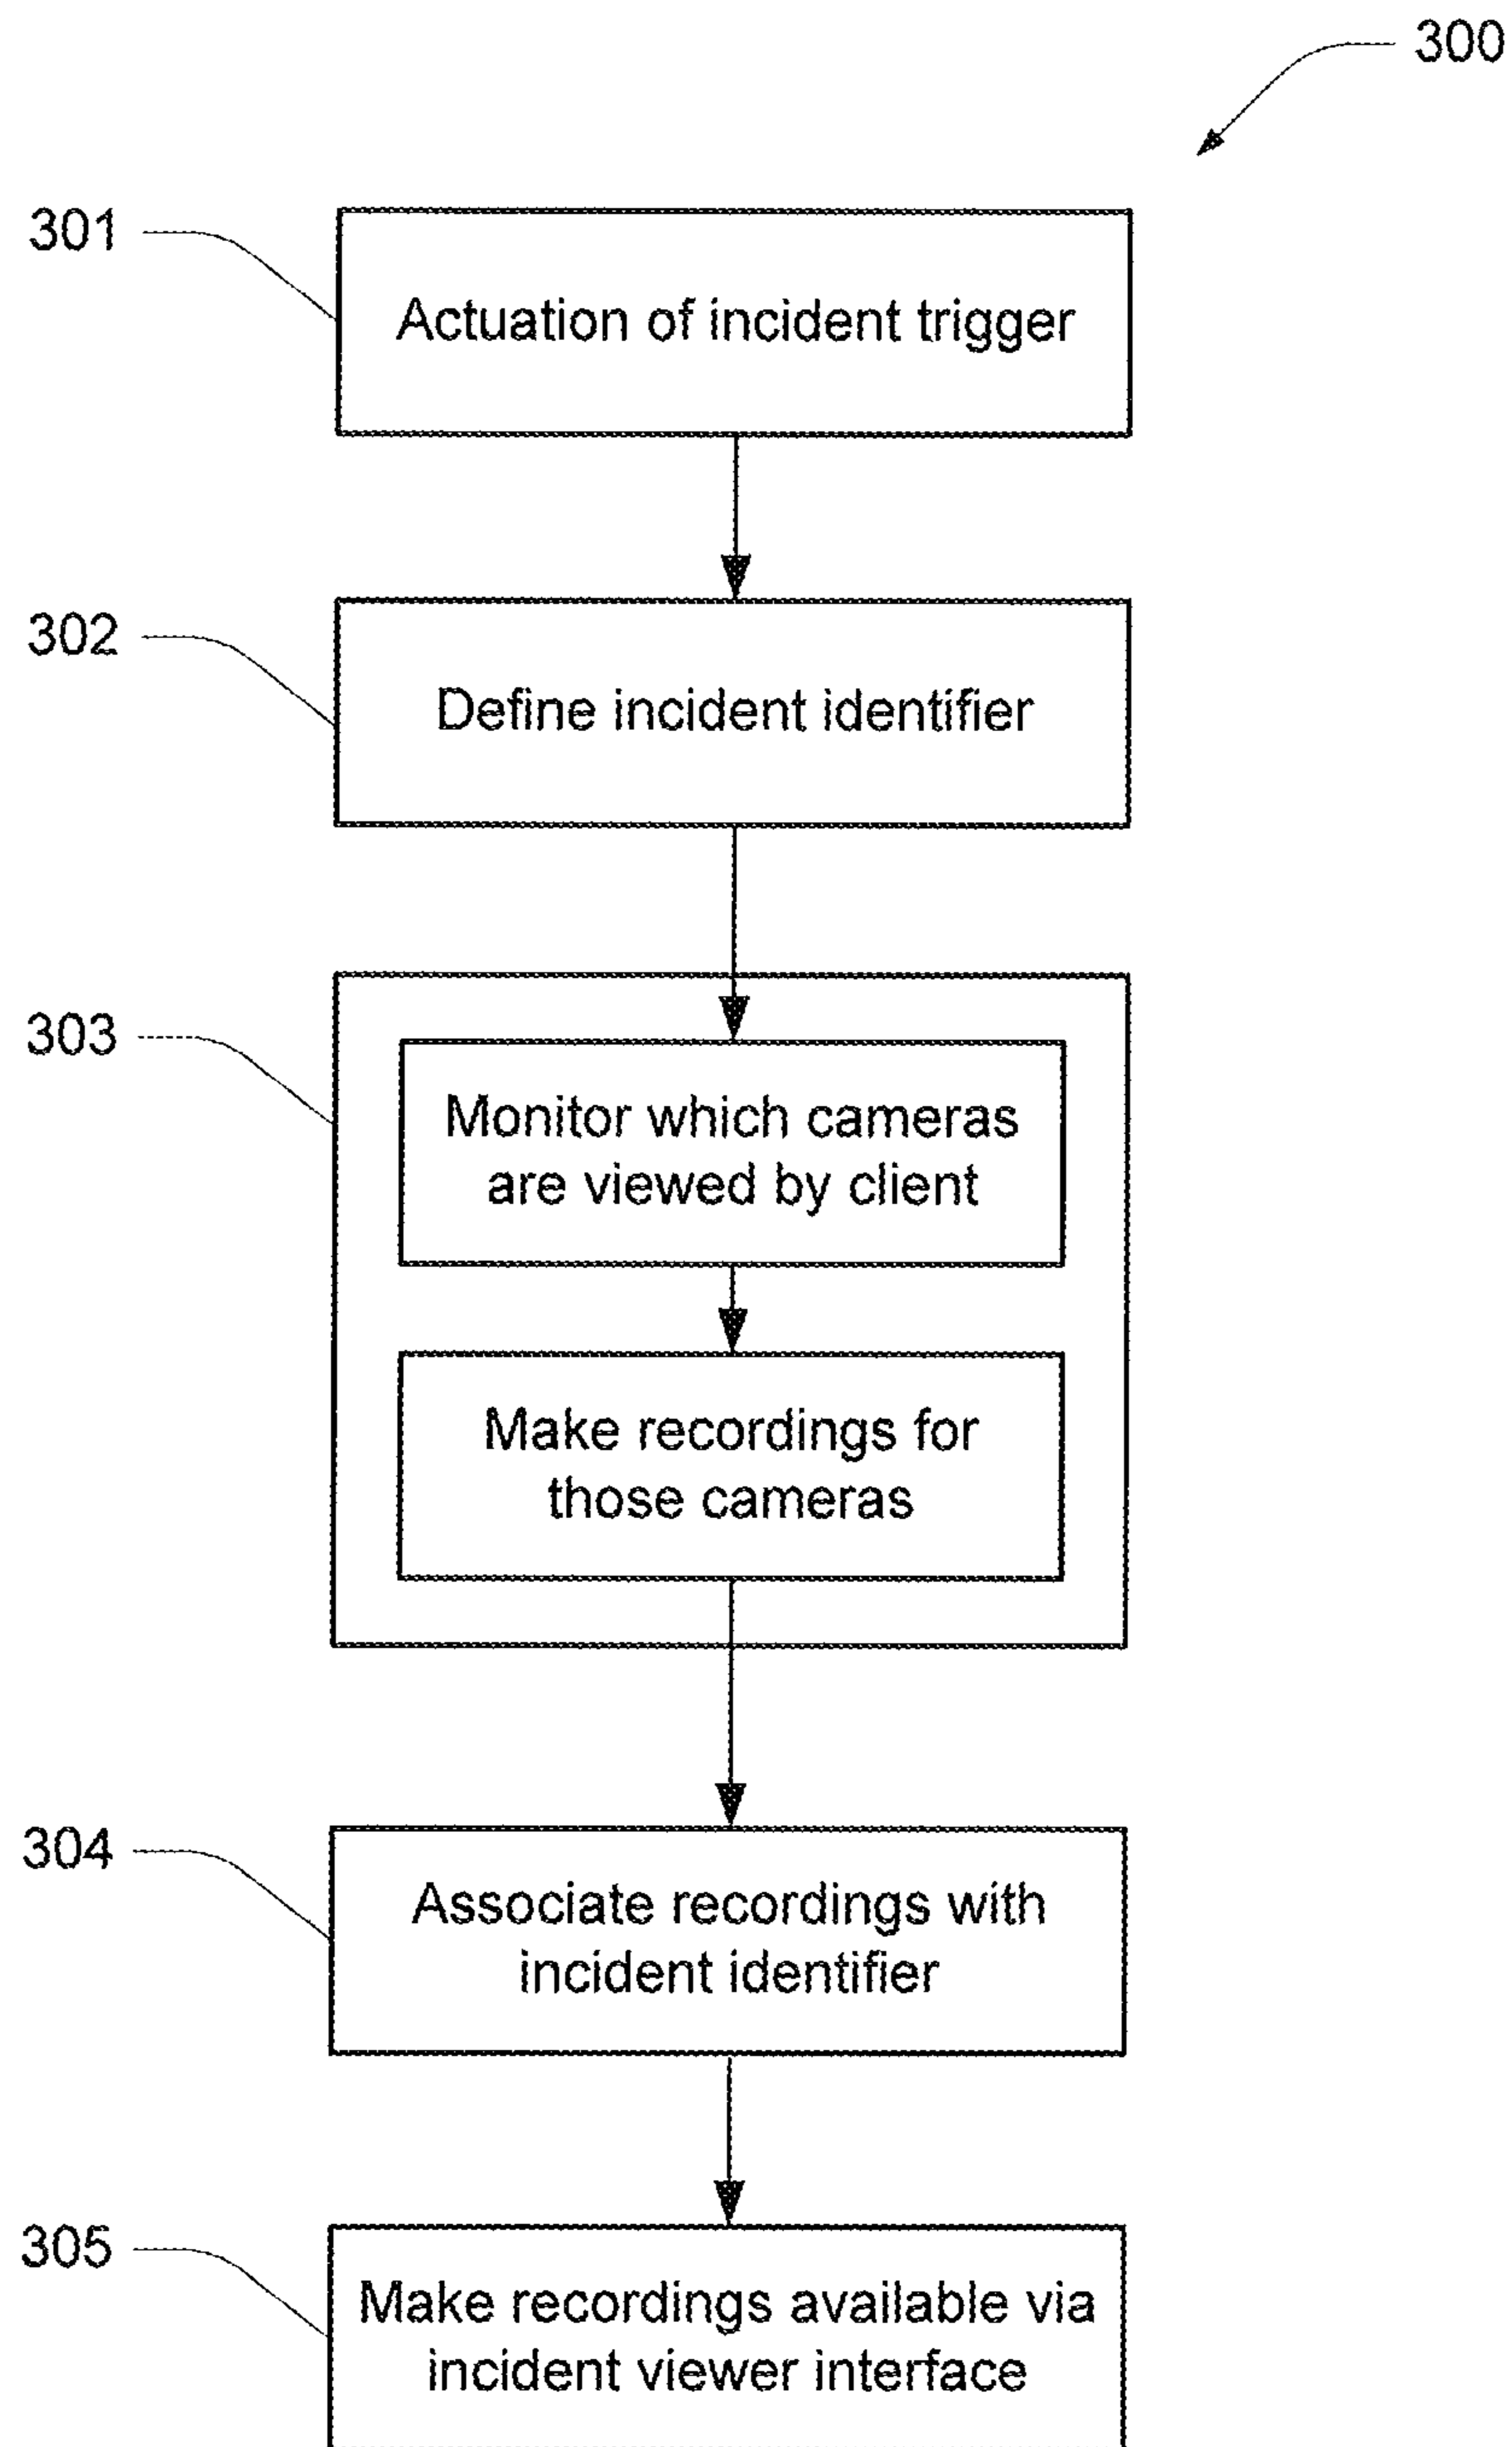 300
301
Actuation of incident trigger
302
Define incident identifier
303
Monitor which cameras
are viewed by client
Make recordings for
those cameras
304
Associate recordings with
incident identifier
305
Make recordings available via
incident viewer interface